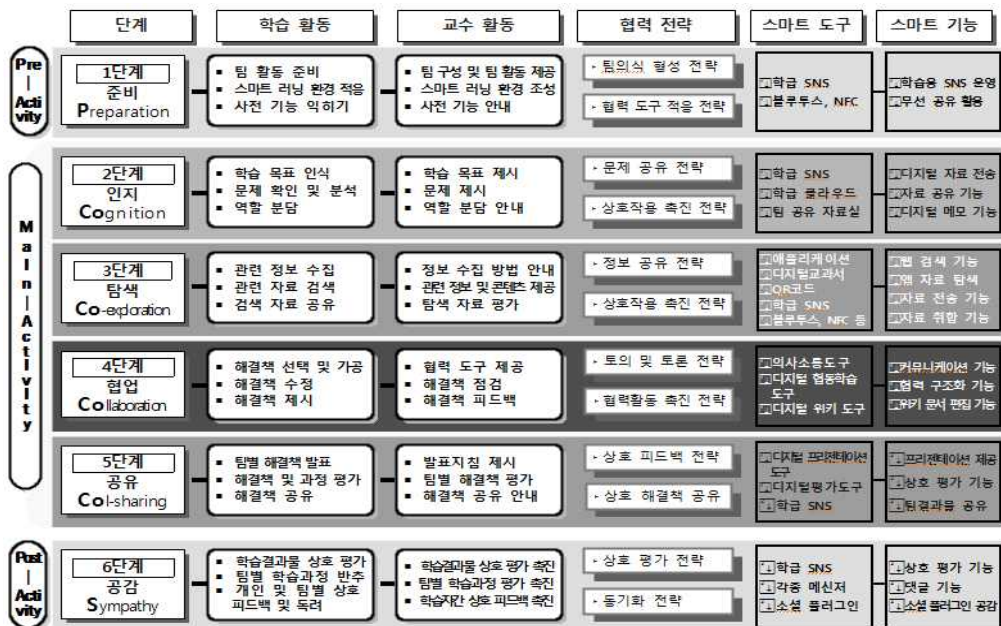 단계 학습 활동 교수 활동 협력 전략 스마트 도구 스마트 기능
Pre
|
Acti
vity
1단계
준비
Preparation
▪ 팀 활동 준비
▪ 스마트 러닝 환경 적응
▪ 사전 기능 익히기
▪ 팀 구성 및 팀 활동 제공
▪ 스마트 러닝 환경 조성
▪ 사전 기능 안내
- 팀의식 형성 전략
- 협력 도구 적응 전략
학급 SNS
블루투스, NFC
학습용 SNS 운영
무선 공유 활용
Main|Activity
2단계
인지
Cognition
▪ 학습 목표 인식
▪ 문제 확인 및 분석
▪ 역할 분담
▪ 학습 목표 제시
▪ 문제 제시
▪ 역할 분담 안내
- 문제 공유 전략
- 상호작용 촉진 전략
학급 SNS
학급 클라우드
팀 공유 자료실
디지털 자료 전송
자료 공유 기능
디지털 메모 기능
3단계
탐색
Co-exploration
▪ 관련 정보 수집
▪ 관련 자료 검색
▪ 검색 자료 공유
▪ 정보 수집 방법 안내
▪ 관련 정보 및 콘텐츠 제공
▪ 탐색 자료 평가
- 정보 공유 전략
- 상호작용 촉진 전략
애플리케이션
디지털교과서
QR코드
학급 SNS
블루투스, NFC 등
웹 검색 기능
앱 자료 탐색
자료 전송 기능
자료 취합 기능
4단계
협업
Collaboration
▪ 해결책 선택 및 가공
▪ 해결책 수정
▪ 해결책 제시
▪ 협력 도구 제공
▪ 해결책 점검
▪ 해결책 피드백
- 토의 및 토론 전략
- 협력활동 촉진 전략
의사소통도구
디지털 협동학습
도구
디지털 위키 도구
커뮤니케이션 기능
협력 구조화 기능
위키 문서 편집 기능
5단계
공유
Col-sharing
▪ 팀별 해결책 발표
▪ 해결책 및 과정 평가
▪ 해결책 공유
▪ 발표지침 제시
▪ 팀별 해결책 평가
▪ 해결책 공유 안내
- 상호 피드백 전략
- 상호 해결책 공유
디지털 프리젠테이션
도구
디지털평가도구
학급 SNS
프리젠테이션 제공
상호 평가 기능
팀결과물 공유
Post
|
Acti
vity
6단계
공감
Sympathy
▪ 학습결과물 상호 평가
▪ 팀별 학습과정 반추
▪ 개인 및 팀별 상호
피드백 및 독려
▪ 학습결과물 상호 평가 촉진
▪ 팀별 학습과정 평가 촉진
▪ 학습자간 상호 피드백 촉진
- 상호 평가 전략
- 동기화 전략
학급 SNS
각종 메신저
소셜 플러그인
상호 평가 기능
댓글 기능
소셜 플러그인 공감